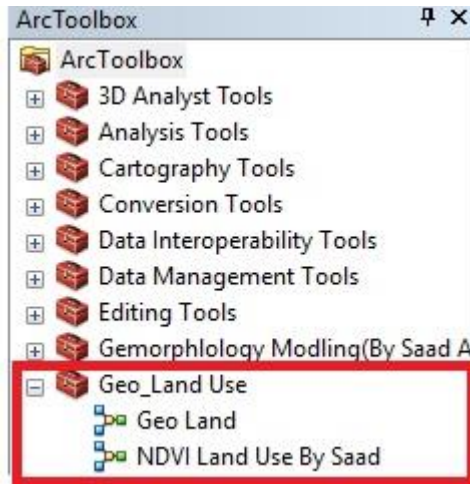 ArcToolbox
ArcToolbox
3D Analyst Tools
Analysis Tools
Cartography Tools
Conversion Tools
Data Interoperability Tools
Data Management Tools
Editing Tools
Gemorphlology Modling(By Saad A
Geo_Land Use
Geo Land
NDVI Land Use By Saad